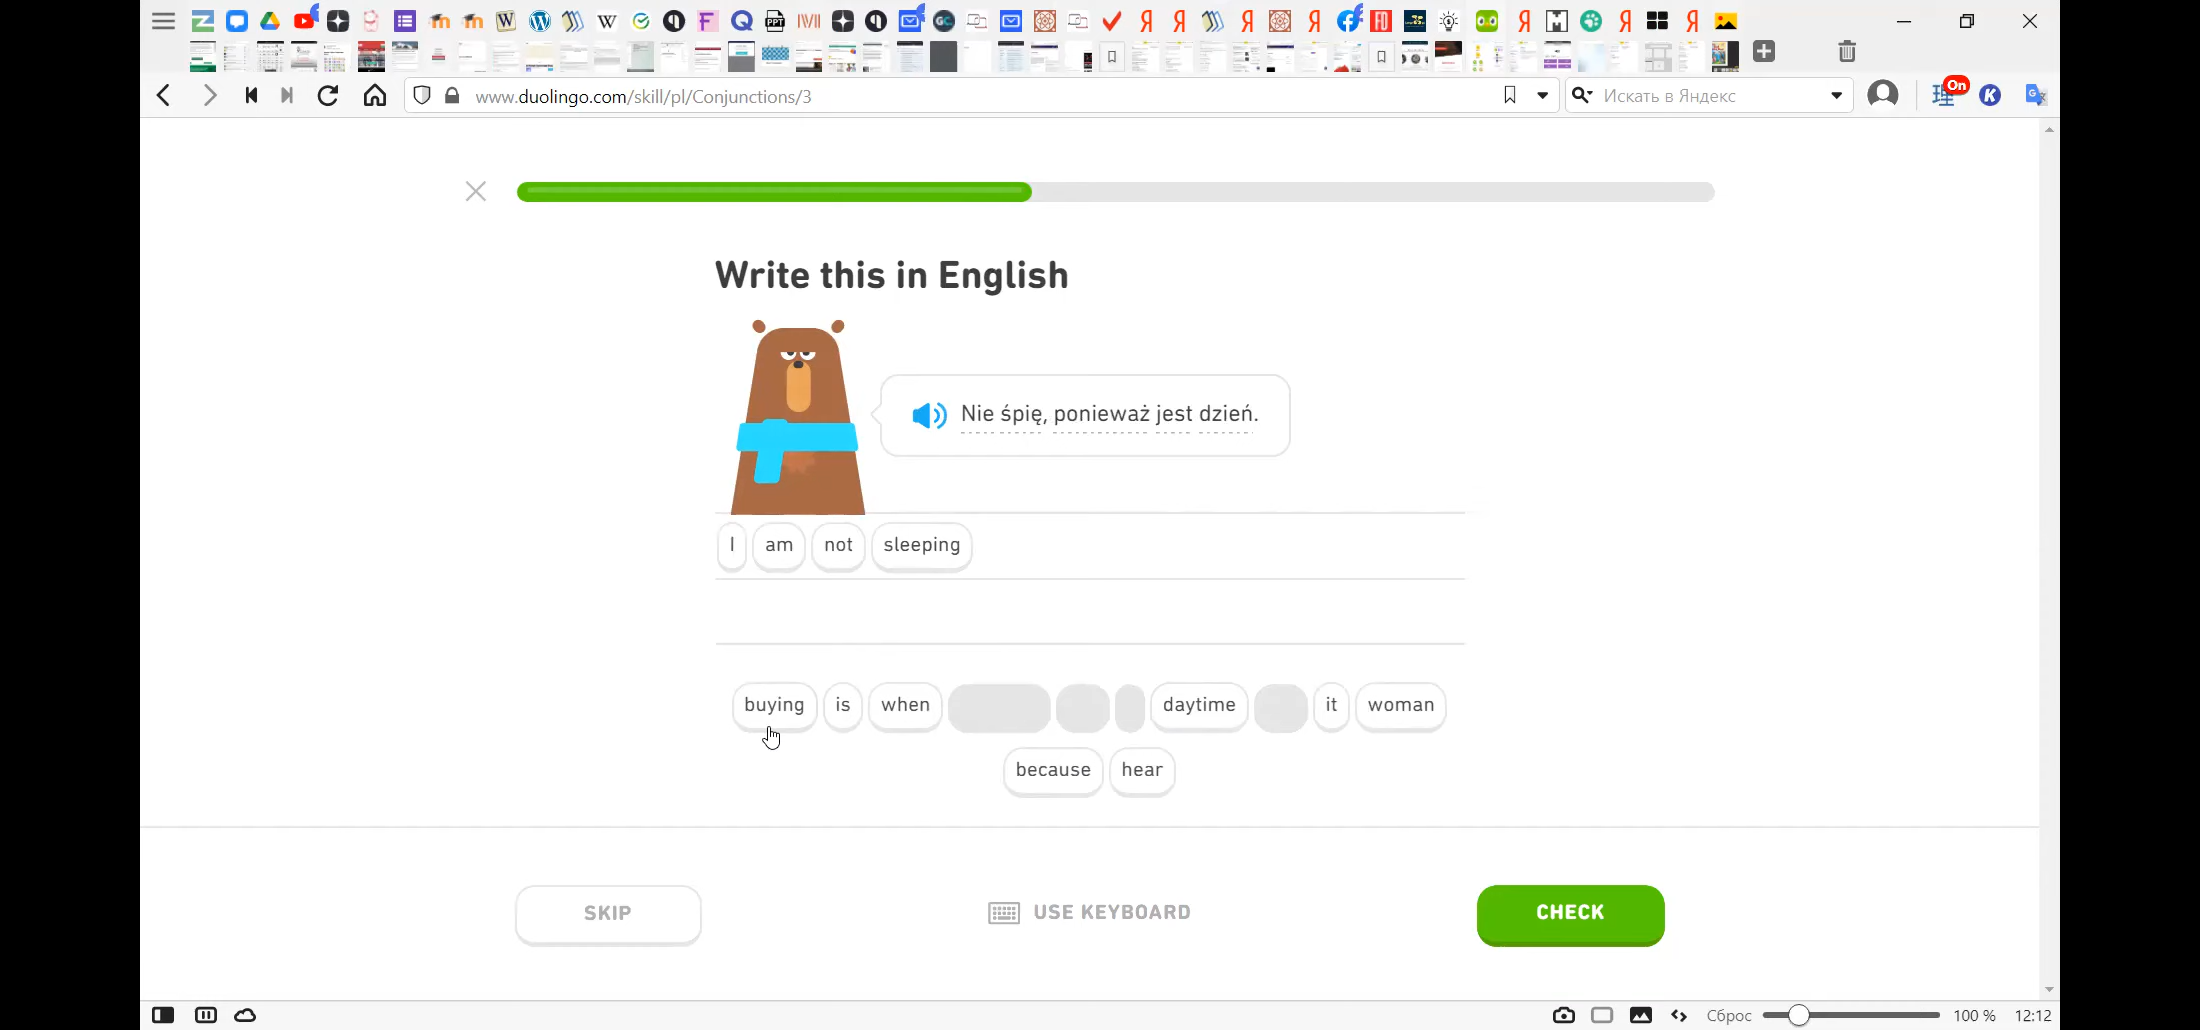 www.duolingo.com/skill/pl/Conjunctions/3
Искать в Яндекс
On
Write this in English
Nie śpię, ponieważ jest dzień.
I am not sleeping
buying is when daytime it woman
because hear
SKIP
USE KEYBOARD
CHECK
Сброс
100 %
12:12